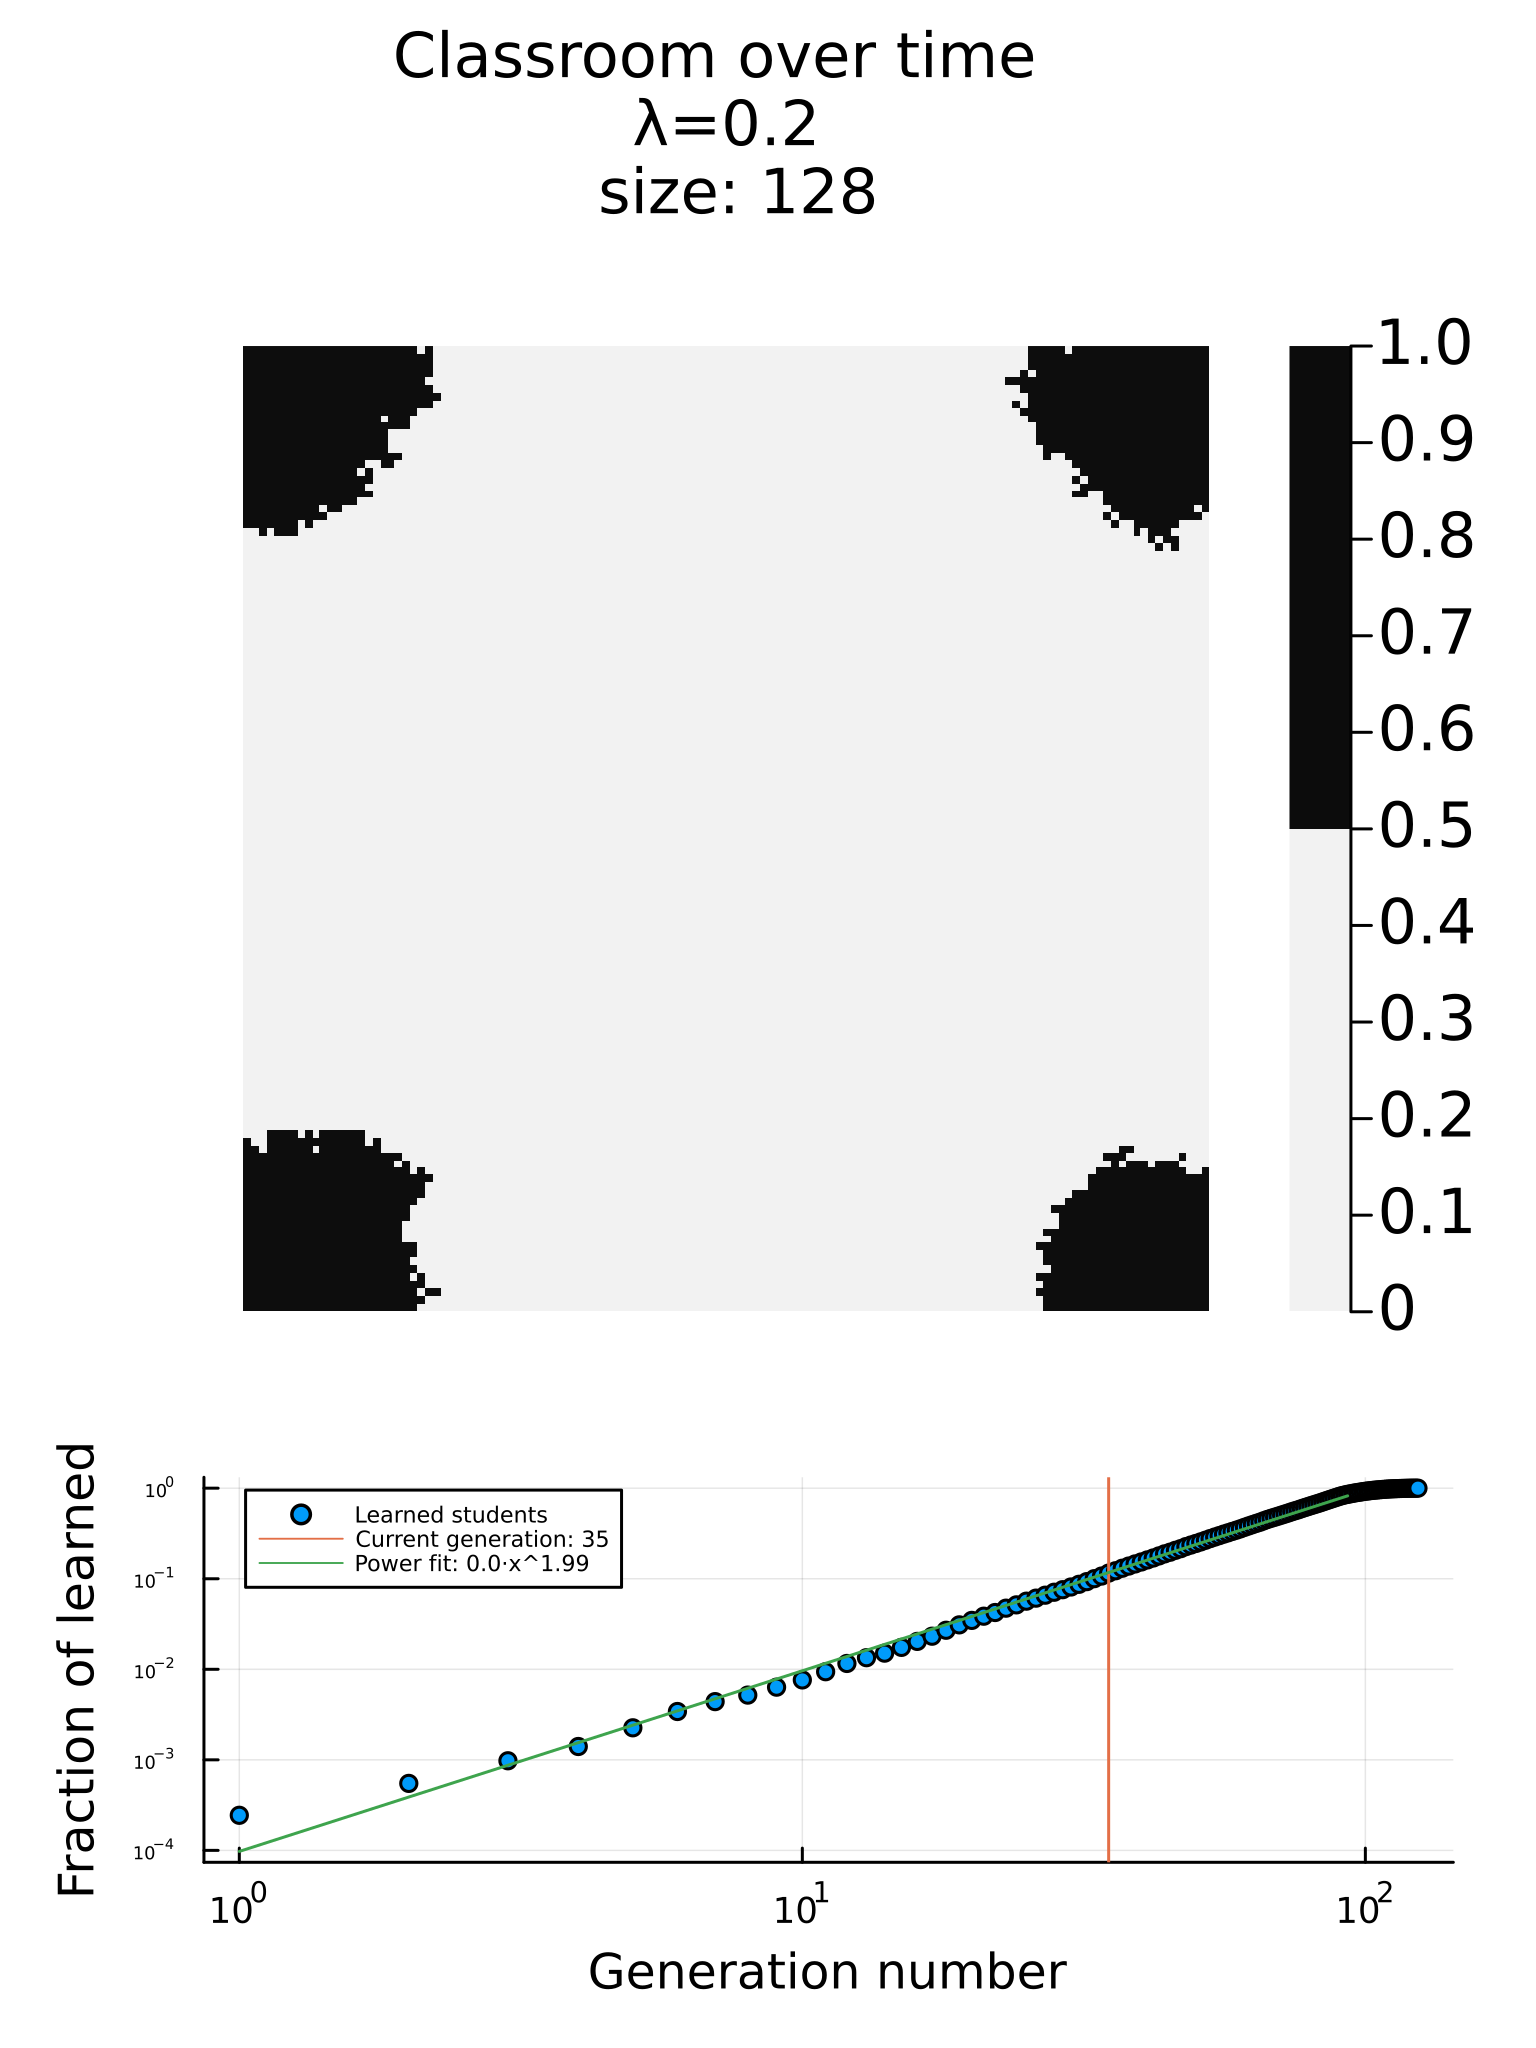 Classroom over time
λ=0.2
size: 128
1.0
0.9
0.8
0.7
0.6
0.5
0.4
0.3
0.2
0.1
0
Fraction of learned
10^0
10^−1
10^−2
10^−3
10^−4
Learned students
Current generation: 35
Power fit: 0.0·x^1.99
10^0 10^1 10^2
Generation number